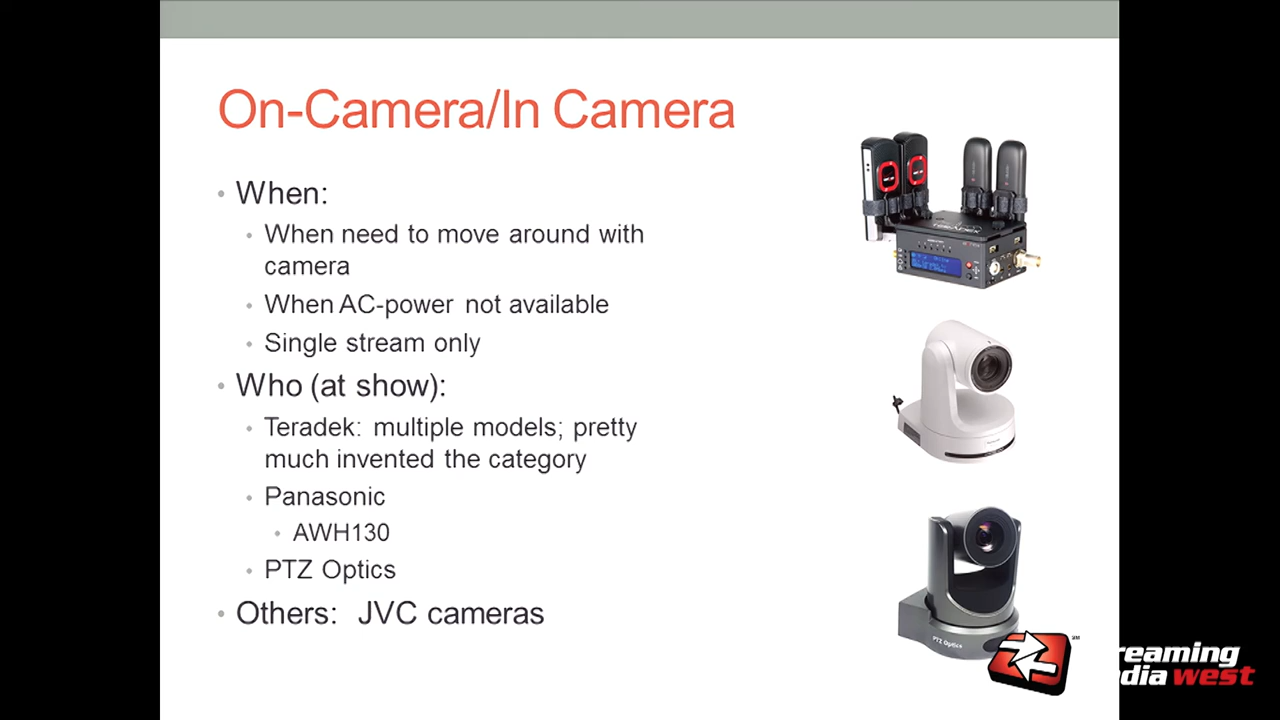 On-Camera/In Camera
• When:
• When need to move around with
camera
• When AC-power not available
• Single stream only
• Who (at show):
• Teradek: multiple models; pretty
much invented the category
• Panasonic
• AWH130
• PTZ Optics
• Others: JVC cameras
PTZ Optics
reaming
dia west